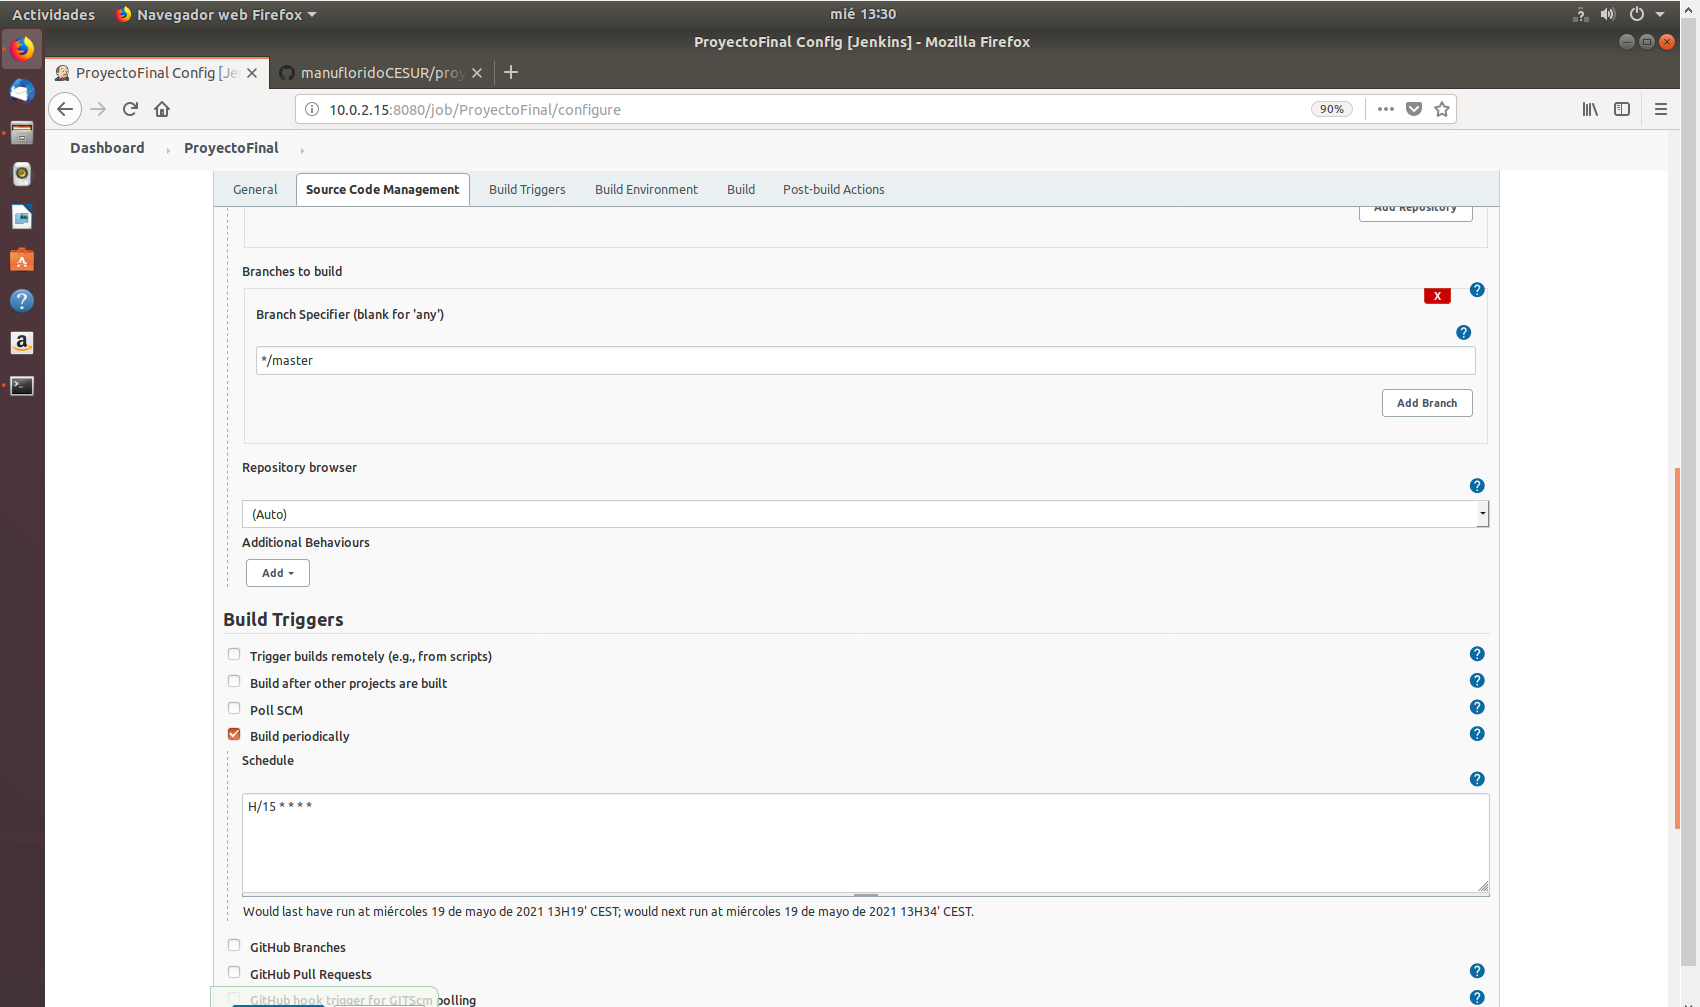 Actividades
Navegador web Firefox
mié 13:30
ProyectoFinal Config [Jenkins] - Mozilla Firefox
ProyectoFinal Config [Je
manufloridoCESUR/proy
10.0.2.15:8080/job/ProyectoFinal/configure
90%
Dashboard
ProyectoFinal
General
Source Code Management
Build Triggers
Build Environment
Build
Post-build Actions
Add Repository
Branches to build
X
Branch Specifier (blank for 'any')
*/master
Add Branch
Repository browser
(Auto)
Additional Behaviours
Add
Build Triggers
Trigger builds remotely (e.g., from scripts)
Build after other projects are built
Poll SCM
Build periodically
Schedule
H/15 * * * *
Would last have run at miércoles 19 de mayo de 2021 13H19' CEST; would next run at miércoles 19 de mayo de 2021 13H34' CEST.
GitHub Branches
GitHub Pull Requests
GitHub hook trigger for GITScm polling